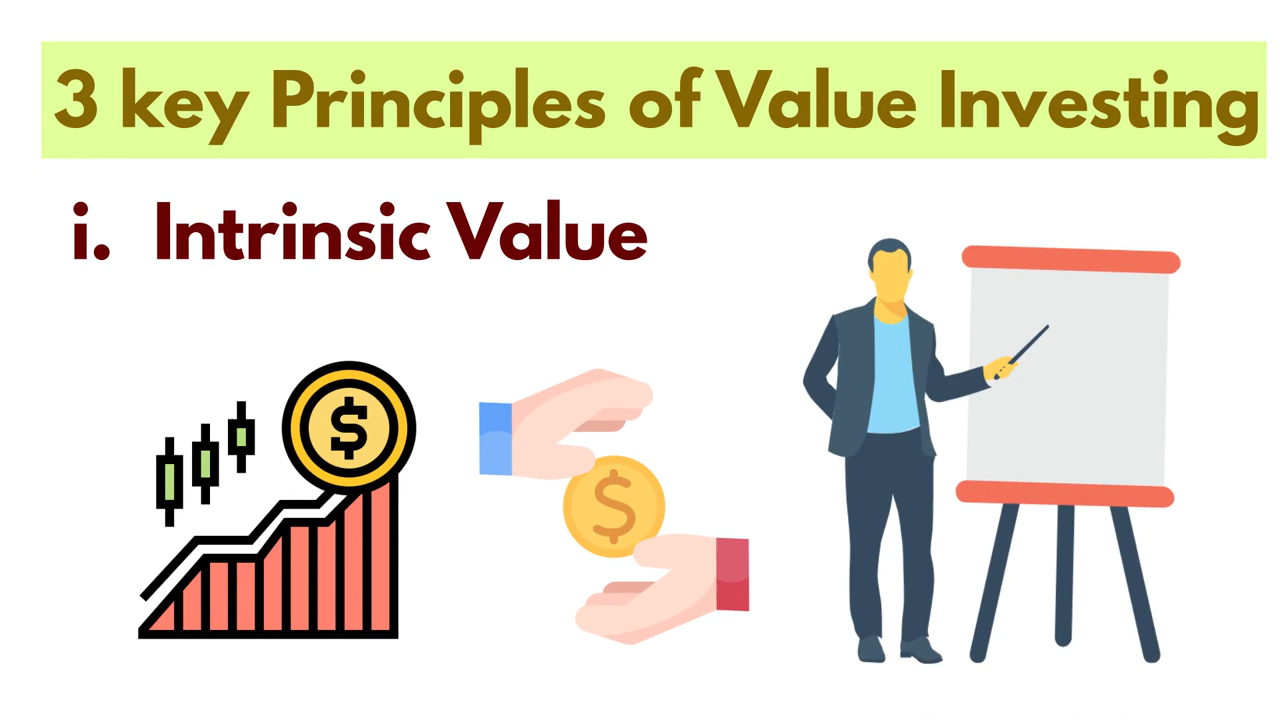 3 key Principles of Value Investing
i. Intrinsic Value
$
$